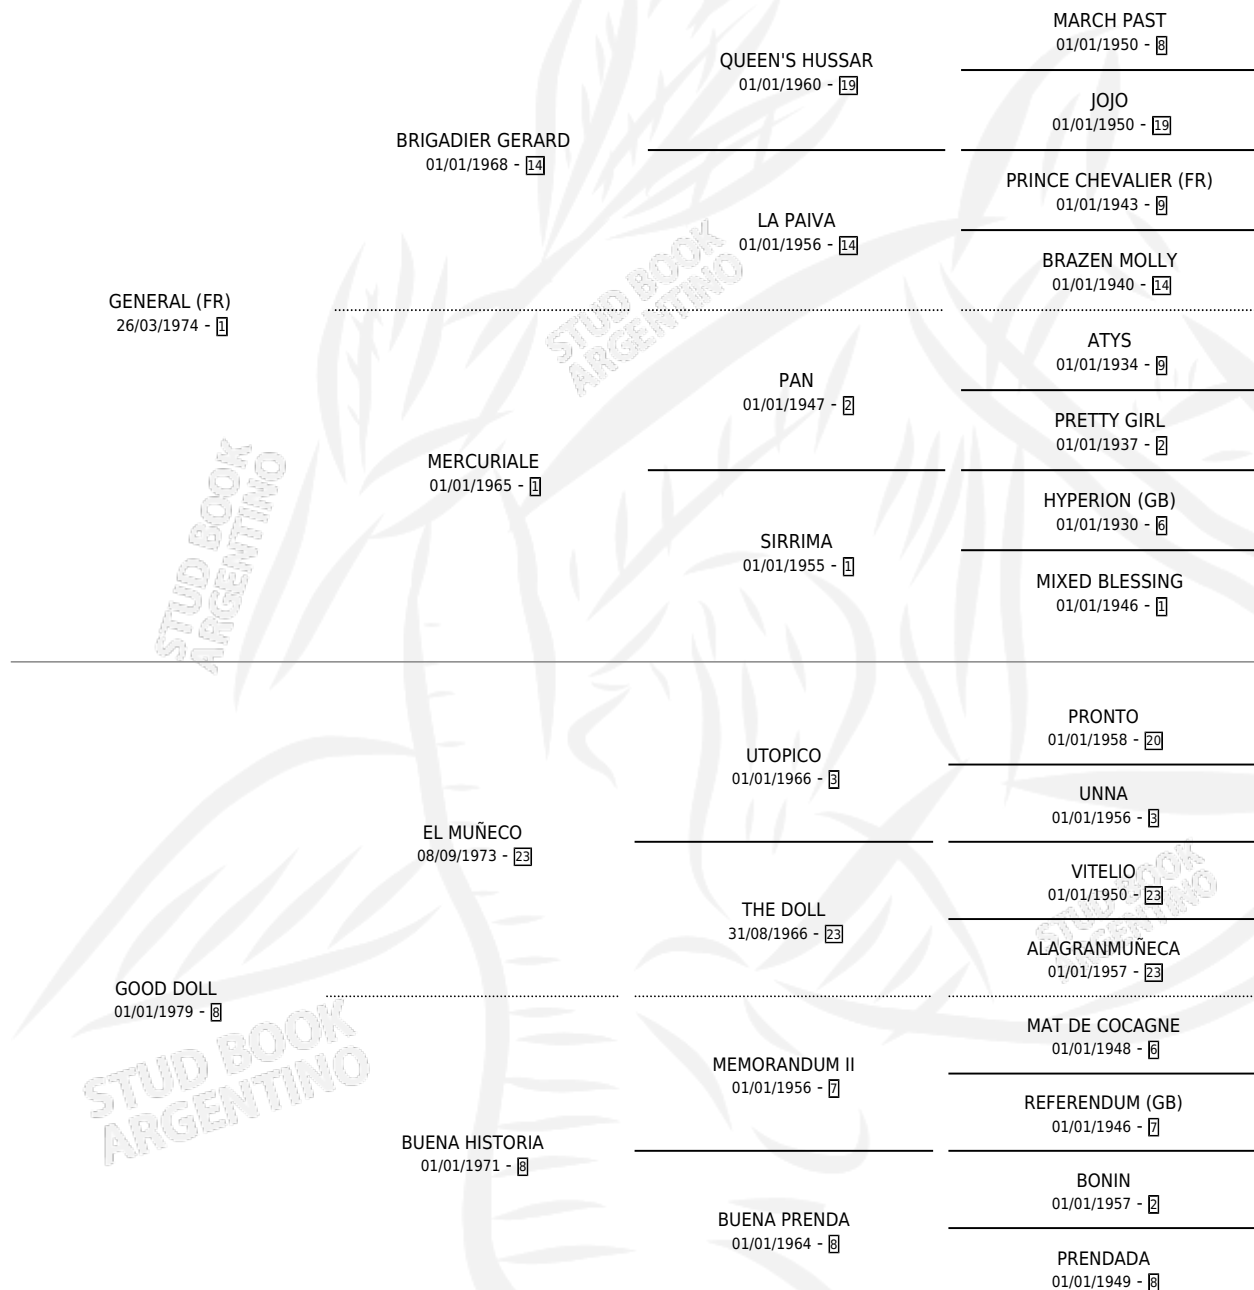 MARCH PAST
01/01/1950 - 8
QUEEN'S HUSSAR
01/01/1960 - 19
JOJO
01/01/1950 - 19
BRIGADIER GERARD
01/01/1968 - 14
PRINCE CHEVALIER (FR)
01/01/1943 - 9
LA PAIVA
01/01/1956 - 14
BRAZEN MOLLY
01/01/1940 - 14
GENERAL (FR)
26/03/1974 - 1
ATYS
01/01/1934 - 9
PAN
01/01/1947 - 2
PRETTY GIRL
01/01/1937 - 2
MERCURIALE
01/01/1965 - 1
HYPERION (GB)
01/01/1930 - 6
SIRRIMA
01/01/1955 - 1
MIXED BLESSING
01/01/1946 - 1
PRONTO
01/01/1958 - 20
UTOPICO
01/01/1966 - 3
UNNA
01/01/1956 - 3
EL MUÑECO
08/09/1973 - 23
VITELIO
01/01/1950 - 23
THE DOLL
31/08/1966 - 23
ALAGRANMUÑECA
01/01/1957 - 23
GOOD DOLL
01/01/1979 - 8
MAT DE COCAGNE
01/01/1948 - 6
MEMORANDUM II
01/01/1956 - 7
REFERENDUM (GB)
01/01/1946 - 7
BUENA HISTORIA
01/01/1971 - 8
BONIN
01/01/1957 - 2
BUENA PRENDA
01/01/1964 - 8
PRENDADA
01/01/1949 - 8
STUD BOOK
ARGENTINO
STUD BOOK
ARGENTINO
STUD BOOK
ARGENTINO
STUD BOOK
ARGENTINO